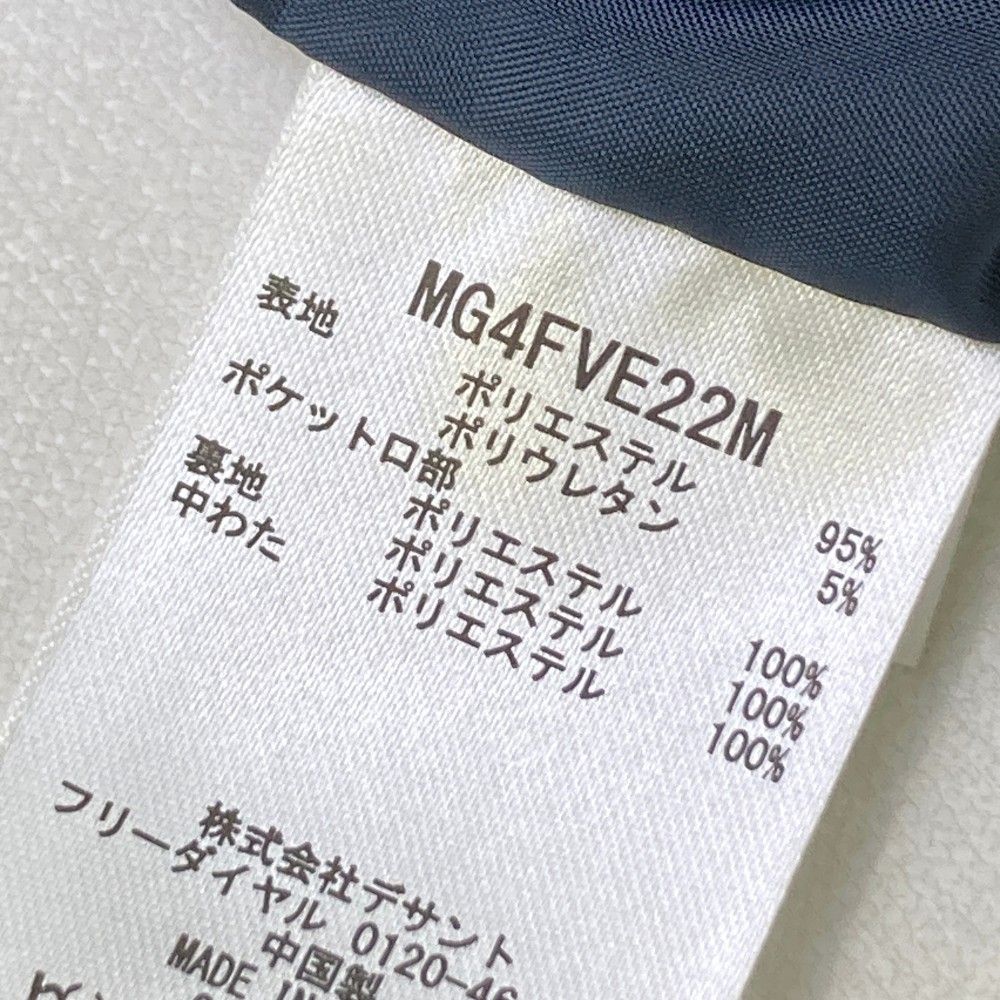 MG4FVE22M
表地 ポリエステル 95%
ポリウレタン 5%
ポケット口部
ポリエステル 100%
裏地 ポリエステル 100%
中わた ポリエステル 100%
株式会社デサント
フリーダイヤル 0120-46
中国製
MADE IN